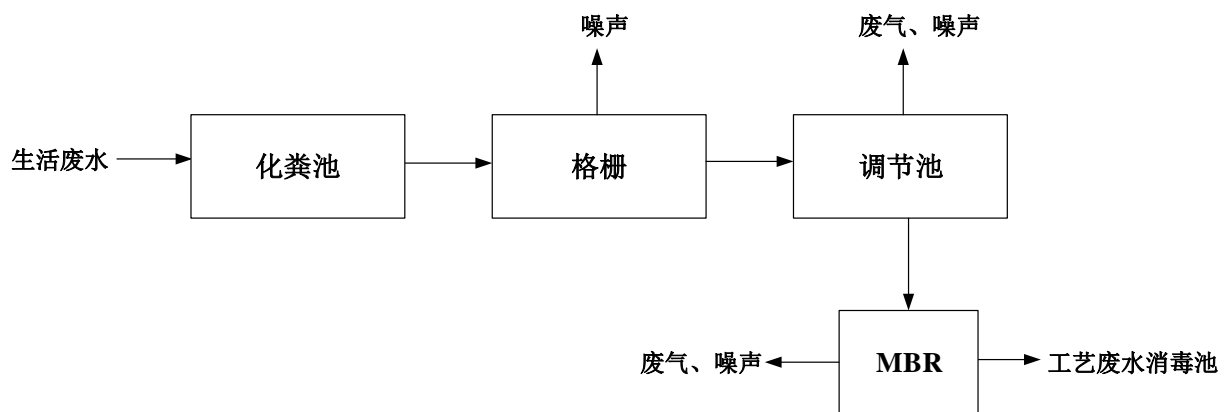 噪声
废气、噪声
生活废水
化粪池
格栅
调节池
废气、噪声
MBR
工艺废水消毒池